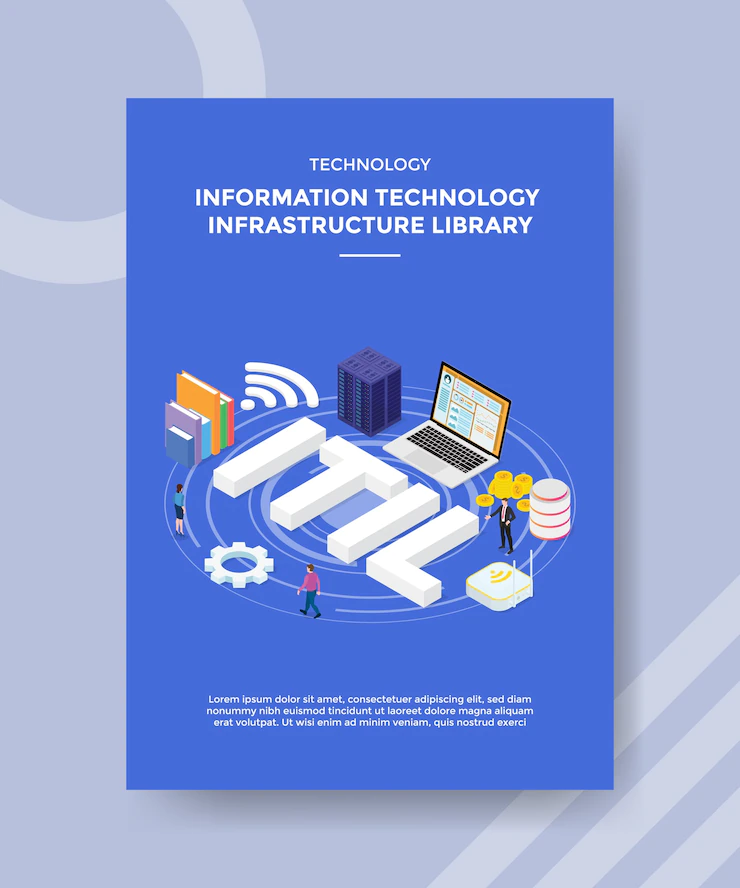 TECHNOLOGY
INFORMATION TECHNOLOGY
INFRASTRUCTURE LIBRARY
ITIL
Lorem ipsum dolor sit amet, consectetuer adipiscing elit, sed diam
nonummy nibh euismod tincidunt ut laoreet dolore magna aliquam
erat volutpat. Ut wisi enim ad minim veniam, quis nostrud exerci